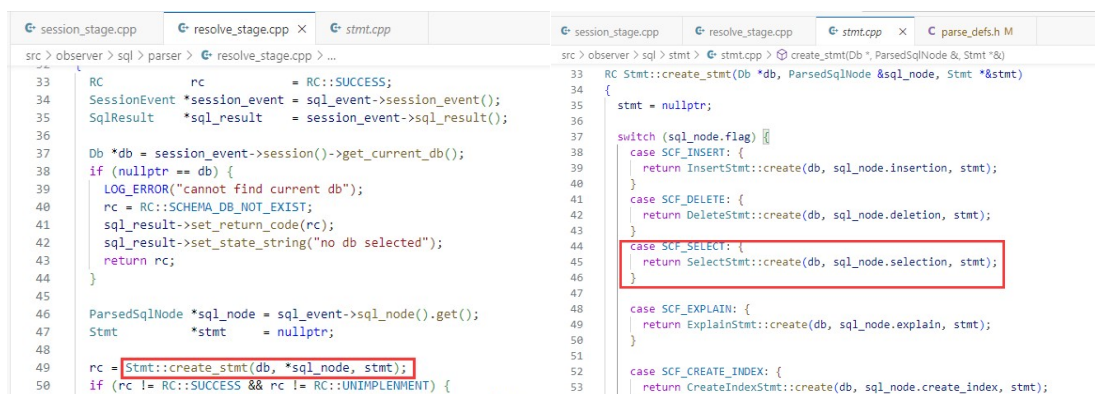 session_stage.cpp resolve_stage.cpp × stmt.cpp
src > observer > sql > parser > resolve_stage.cpp > ...
33 RC rc = RC::SUCCESS;
34 SessionEvent *session_event = sql_event->session_event();
35 SqlResult *sql_result = session_event->sql_result();
36
37 Db *db = session_event->session()->get_current_db();
38 if (nullptr == db) {
39 LOG_ERROR("cannot find current db");
40 rc = RC::SCHEMA_DB_NOT_EXIST;
41 sql_result->set_return_code(rc);
42 sql_result->set_state_string("no db selected");
43 return rc;
44 }
45
46 ParsedSqlNode *sql_node = sql_event->sql_node().get();
47 Stmt *stmt = nullptr;
48
49 rc = Stmt::create_stmt(db, *sql_node, stmt);
50 if (rc != RC::SUCCESS && rc != RC::UNIMPLENMENT) {
session_stage.cpp resolve_stage.cpp stmt.cpp × C parse_defs.h M
src > observer > sql > stmt > stmt.cpp > create_stmt(Db *, ParsedSqlNode &, Stmt *&)
33 RC Stmt::create_stmt(Db *db, ParsedSqlNode &sql_node, Stmt *&stmt)
34 {
35 stmt = nullptr;
36
37 switch (sql_node.flag) {
38 case SCF_INSERT: {
39 return InsertStmt::create(db, sql_node.insertion, stmt);
40 }
41 case SCF_DELETE: {
42 return DeleteStmt::create(db, sql_node.deletion, stmt);
43 }
44 case SCF_SELECT: {
45 return SelectStmt::create(db, sql_node.selection, stmt);
46 }
47
48 case SCF_EXPLAIN: {
49 return ExplainStmt::create(db, sql_node.explain, stmt);
50 }
51
52 case SCF_CREATE_INDEX: {
53 return CreateIndexStmt::create(db, sql_node.create_index, stmt);